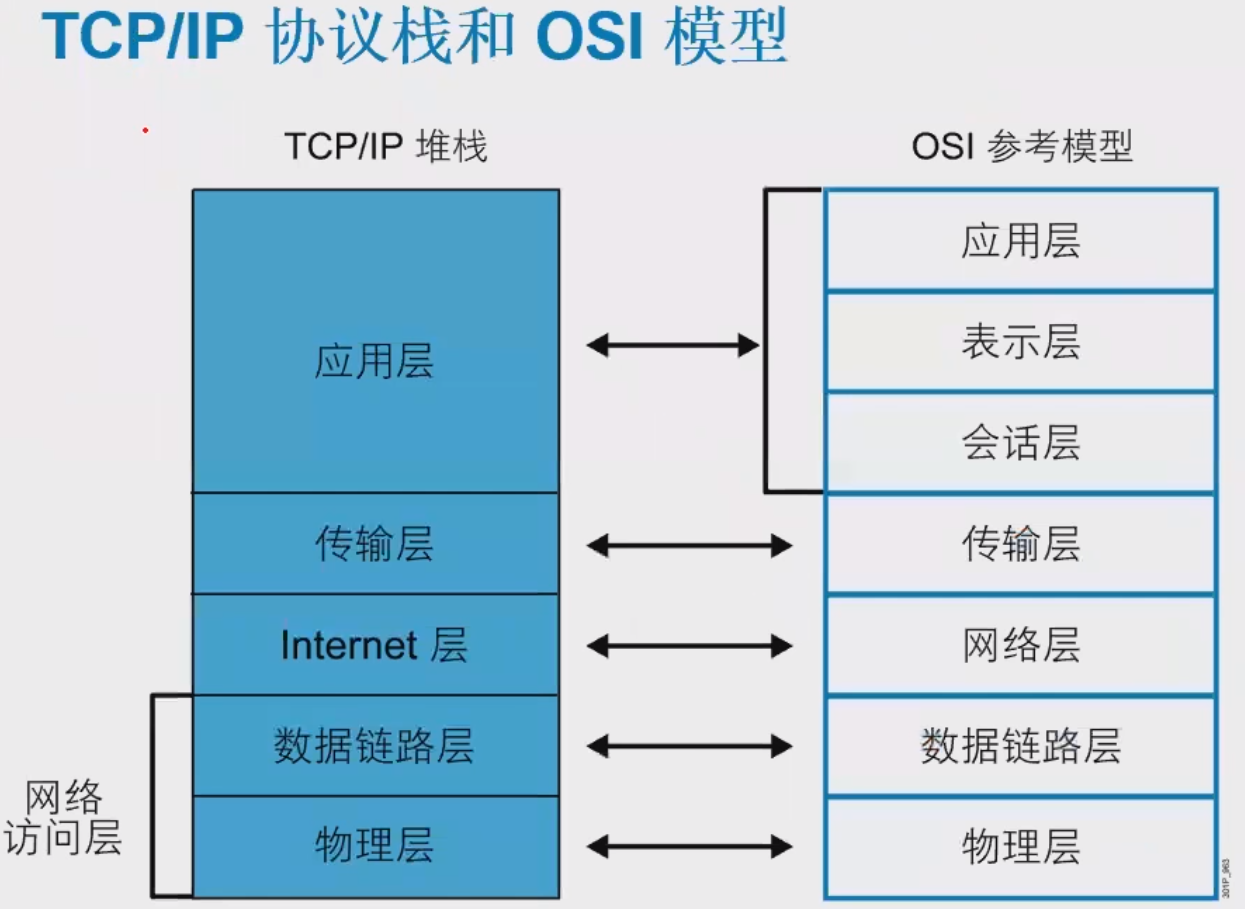 TCP/IP 协议栈和 OSI 模型
TCP/IP 堆栈
OSI 参考模型
应用层
传输层
Internet 层
数据链路层
物理层
网络
访问层
应用层
表示层
会话层
传输层
网络层
数据链路层
物理层
301P_963